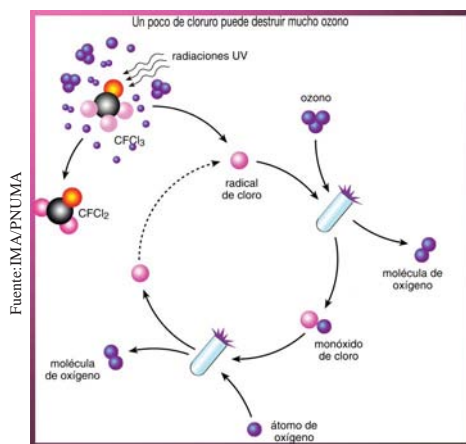 Un poco de cloruro puede destruir mucho ozono
radiaciones UV
CFCl3
ozono
radical
de cloro
CFCl2
molécula de
oxígeno
monóxido
de cloro
molécula
de oxígeno
átomo de
oxígeno
Fuente:IMA/PNUMA